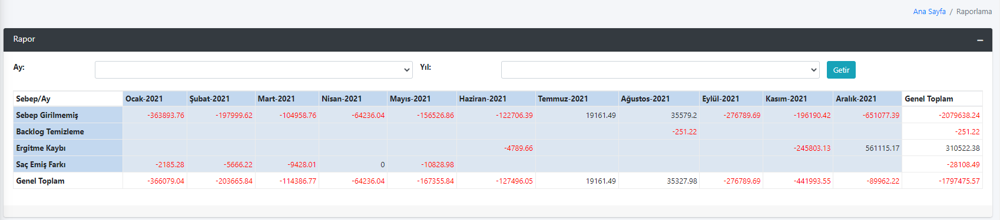 Ana Sayfa / Raporlama
Rapor
Ay: Yıl: Getir
Sebep/Ay Ocak-2021 Şubat-2021 Mart-2021 Nisan-2021 Mayıs-2021 Haziran-2021 Temmuz-2021 Ağustos-2021 Eylül-2021 Kasım-2021 Aralık-2021 Genel Toplam
Sebep Girilmemiş -363893.76 -197999.62 -104958.76 -64236.04 -156526.86 -122706.39 19161.49 35579.2 -276789.69 -196190.42 -651077.39 -2079638.24
Backlog Temizleme -251.22 -251.22
Ergitme Kaybı -4789.66 -245803.13 561115.17 310522.38
Saç Emiş Farkı -2185.28 -5666.22 -9428.01 0 -10828.98 -28108.49
Genel Toplam -366079.04 -203665.84 -114386.77 -64236.04 -167355.84 -127496.05 19161.49 35327.98 -276789.69 -441993.55 -89962.22 -1797475.57